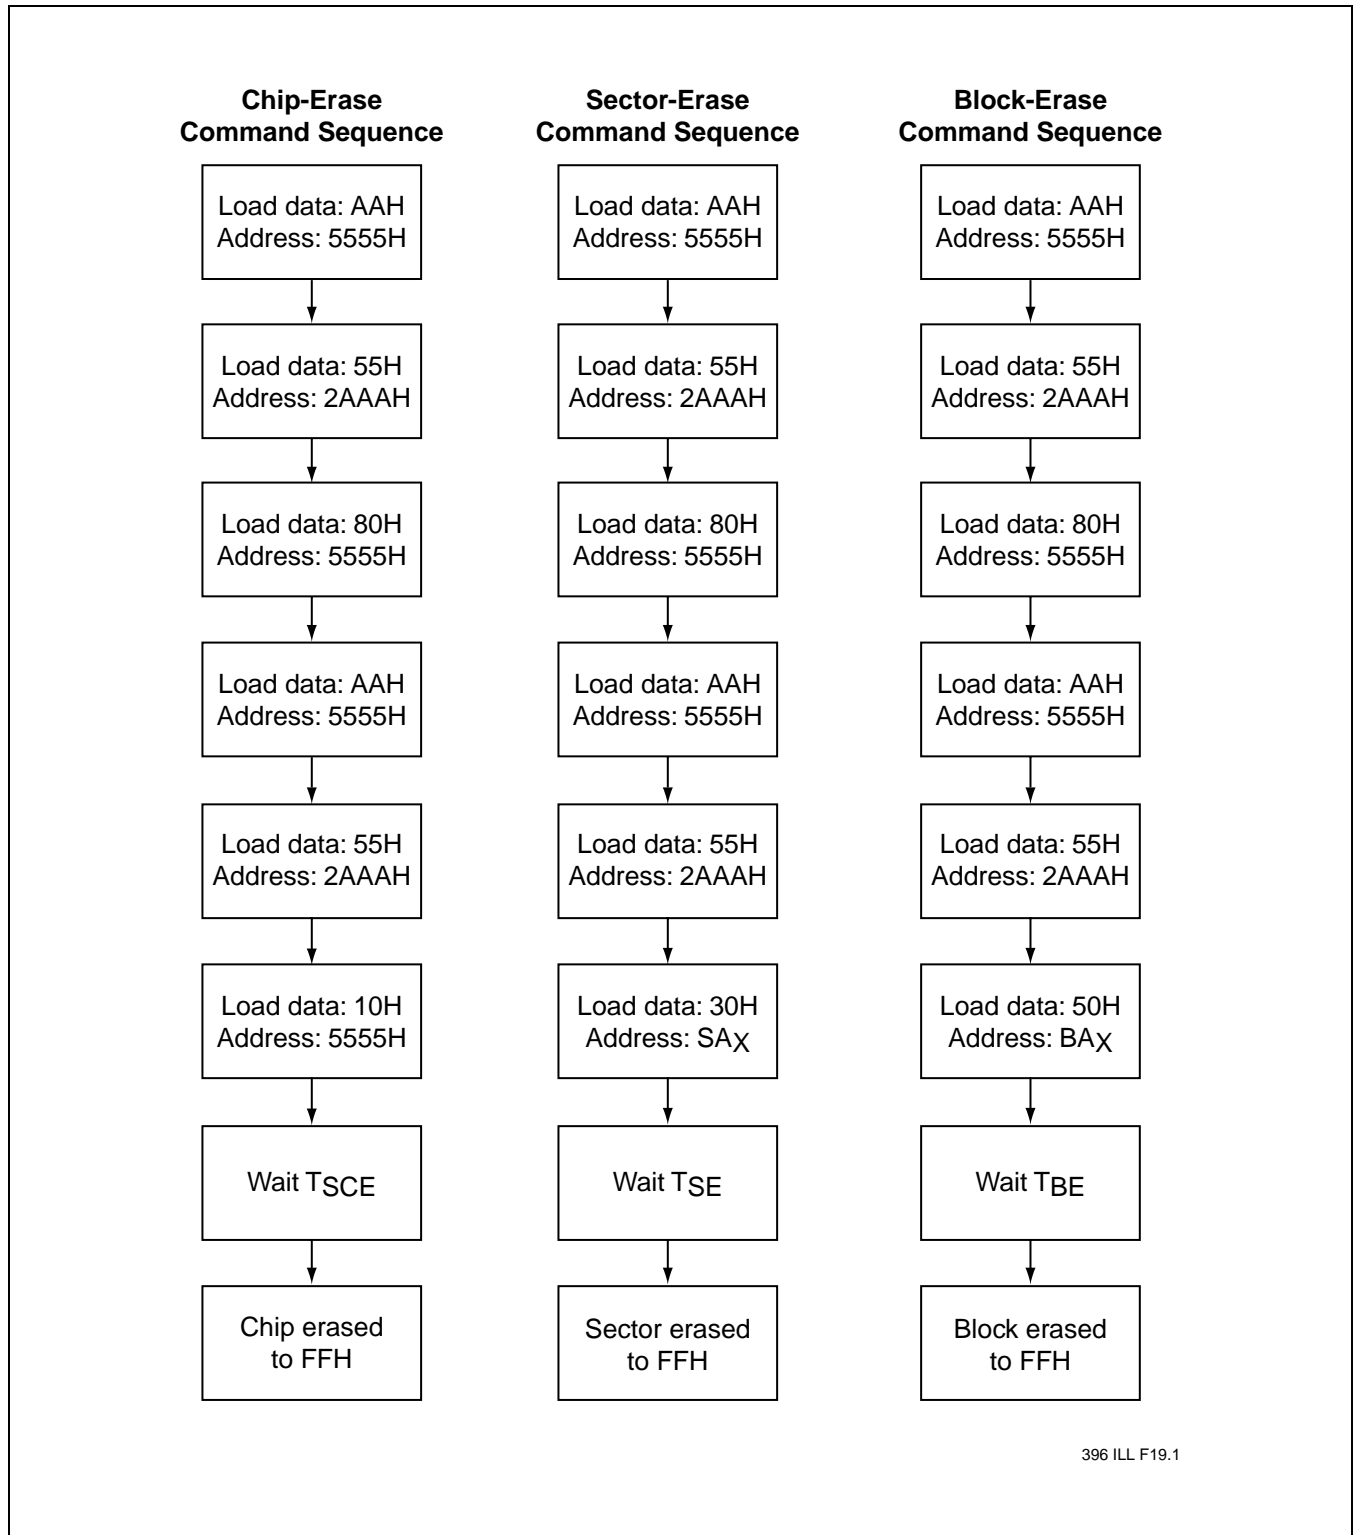 Chip-Erase
Command Sequence
Load data: AAH
Address: 5555H
Load data: 55H
Address: 2AAAH
Load data: 80H
Address: 5555H
Load data: AAH
Address: 5555H
Load data: 55H
Address: 2AAAH
Load data: 10H
Address: 5555H
Wait TSCE
Chip erased
to FFH
Sector-Erase
Command Sequence
Load data: AAH
Address: 5555H
Load data: 55H
Address: 2AAAH
Load data: 80H
Address: 5555H
Load data: AAH
Address: 5555H
Load data: 55H
Address: 2AAAH
Load data: 30H
Address: SAX
Wait TSE
Sector erased
to FFH
Block-Erase
Command Sequence
Load data: AAH
Address: 5555H
Load data: 55H
Address: 2AAAH
Load data: 80H
Address: 5555H
Load data: AAH
Address: 5555H
Load data: 55H
Address: 2AAAH
Load data: 50H
Address: BAX
Wait TBE
Block erased
to FFH
396 ILL F19.1